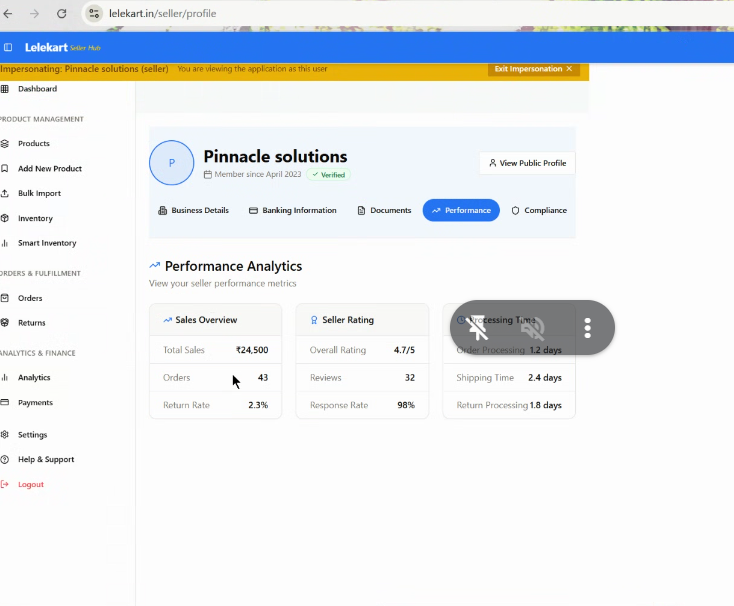 lelekart.in/seller/profile
Lelekart Seller Hub
Impersonating: Pinnacle solutions (seller) You are viewing the application as this user Exit Impersonation ×
Dashboard
PRODUCT MANAGEMENT
Products
Add New Product
Bulk Import
Inventory
Smart Inventory
ORDERS & FULFILLMENT
Orders
Returns
ANALYTICS & FINANCE
Analytics
Payments
Settings
Help & Support
Logout
P
Pinnacle solutions
Member since April 2023 Verified
View Public Profile
Business Details Banking Information Documents Performance Compliance
Performance Analytics
View your seller performance metrics
Sales Overview
Total Sales ₹24,500
Orders 43
Return Rate 2.3%
Seller Rating
Overall Rating 4.7/5
Reviews 32
Response Rate 98%
Processing Time
Order Processing 1.2 days
Shipping Time 2.4 days
Return Processing 1.8 days